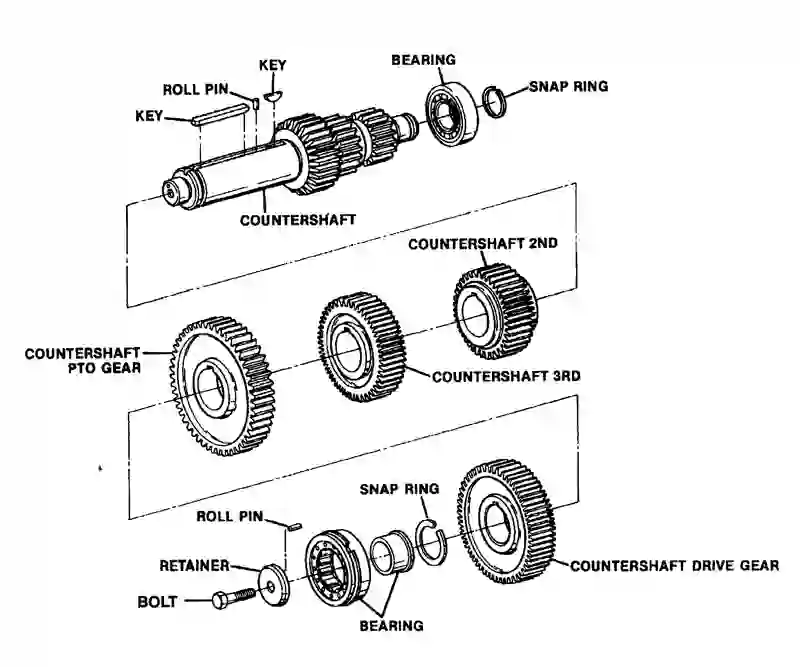 KEY
BEARING
ROLL PIN
SNAP RING
KEY
COUNTERSHAFT
COUNTERSHAFT 2ND
COUNTERSHAFT
PTO GEAR
COUNTERSHAFT 3RD
SNAP RING
ROLL PIN
RETAINER
COUNTERSHAFT DRIVE GEAR
BOLT
BEARING